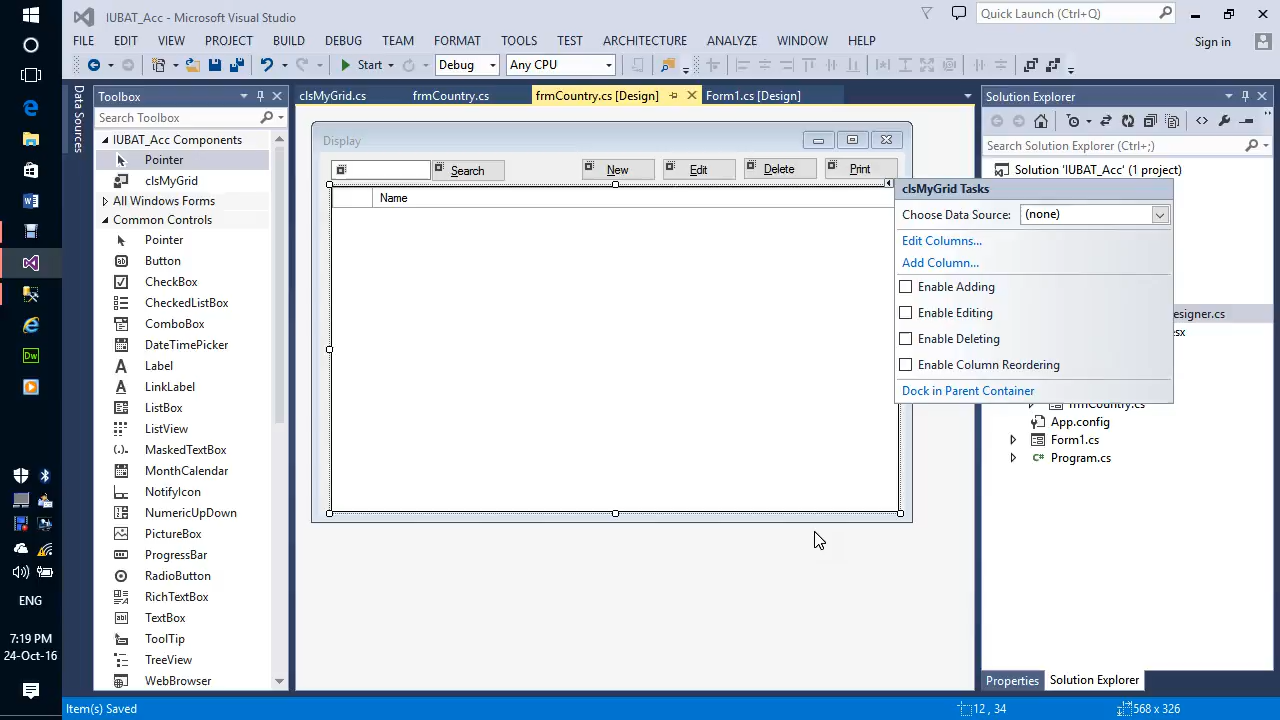 IUBAT_Acc - Microsoft Visual Studio
Quick Launch (Ctrl+Q)
FILE EDIT VIEW PROJECT BUILD DEBUG TEAM FORMAT TOOLS TEST ARCHITECTURE ANALYZE WINDOW HELP
Sign in
Start Debug Any CPU
Data Sources
Toolbox
Search Toolbox
IUBAT_Acc Components
Pointer
clsMyGrid
All Windows Forms
Common Controls
Pointer
Button
CheckBox
CheckedListBox
ComboBox
DateTimePicker
Label
LinkLabel
ListBox
ListView
MaskedTextBox
MonthCalendar
NotifyIcon
NumericUpDown
PictureBox
ProgressBar
RadioButton
RichTextBox
TextBox
ToolTip
TreeView
WebBrowser
clsMyGrid.cs frmCountry.cs frmCountry.cs [Design] Form1.cs [Design]
Display
Search New Edit Delete Print
Name
clsMyGrid Tasks
Choose Data Source: (none)
Edit Columns...
Add Column...
Enable Adding
Enable Editing
Enable Deleting
Enable Column Reordering
Dock in Parent Container
Solution Explorer
Search Solution Explorer (Ctrl+;)
Solution 'IUBAT_Acc' (1 project)
esigner.cs
sx
frmCountry.cs
App.config
Form1.cs
Program.cs
Properties Solution Explorer
ENG
7:19 PM
24-Oct-16
Item(s) Saved
12 , 34
568 x 326